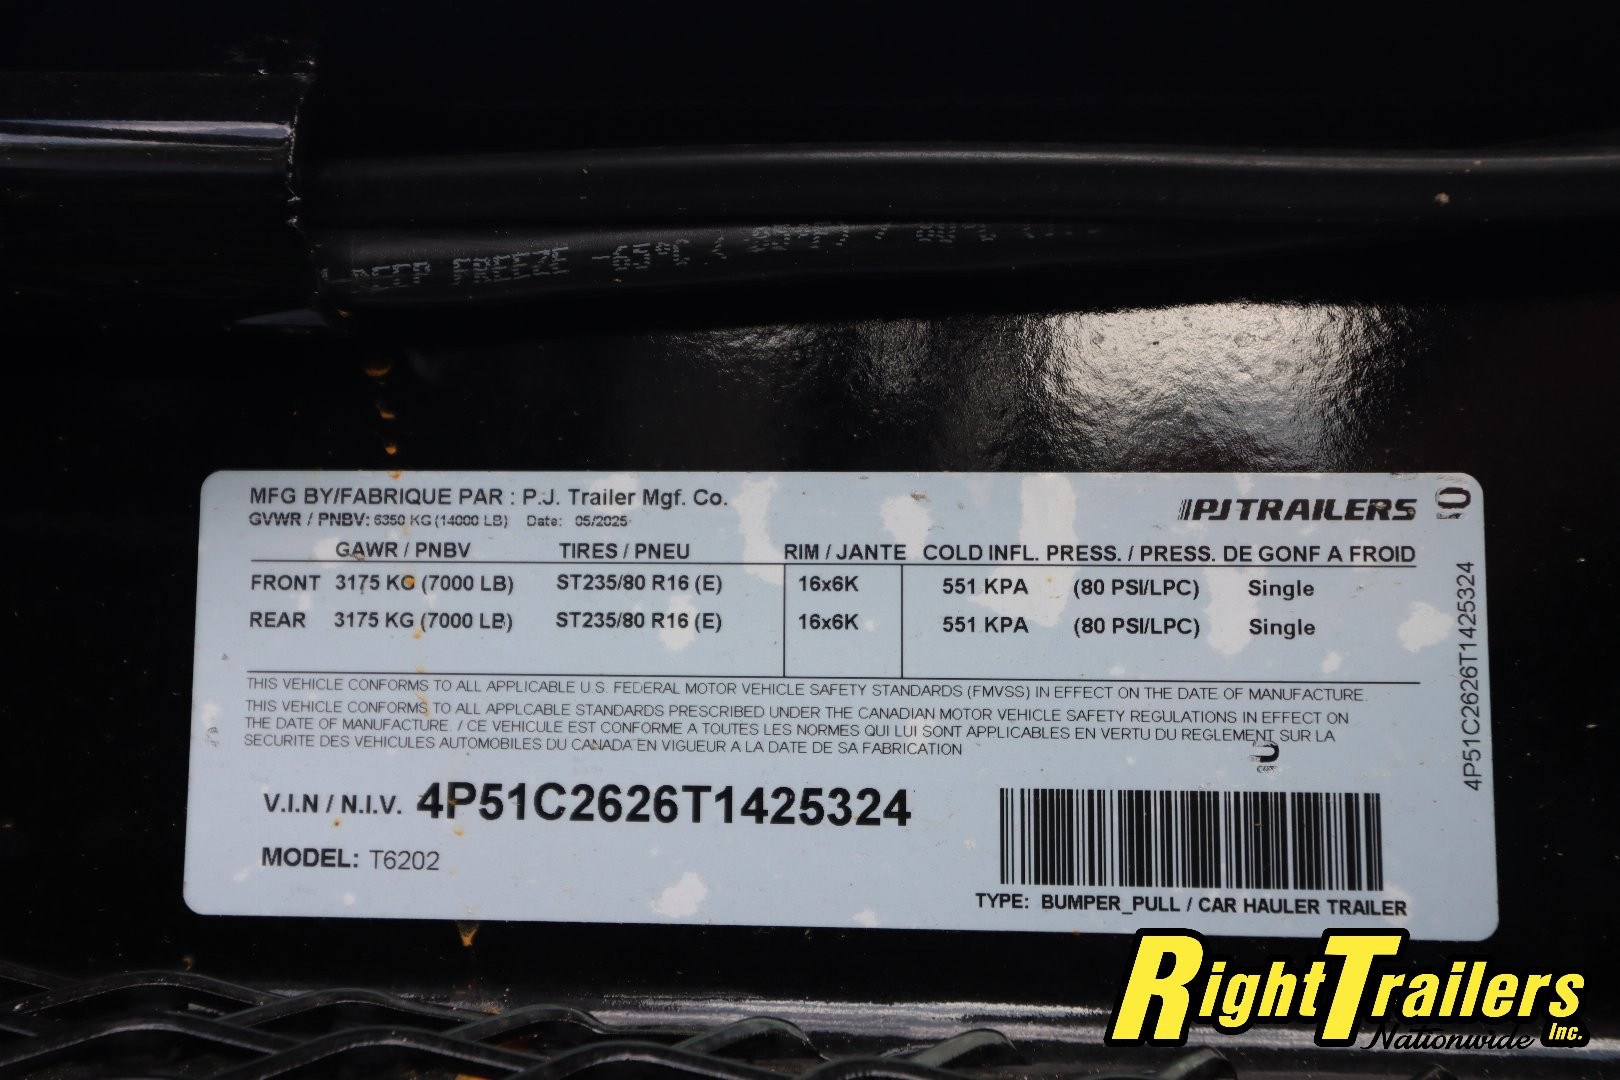 DEEP FREEZE -65°C
MFG BY/FABRIQUE PAR : P.J. Trailer Mgf. Co.
PJTRAILERS
GVWR / PNBV: 6350 KG (14000 LB) Date: 05/2025
GAWR / PNBV TIRES / PNEU RIM / JANTE COLD INFL. PRESS. / PRESS. DE GONF A FROID
FRONT 3175 KG (7000 LB) ST235/80 R16 (E) 16x6K 551 KPA (80 PSI/LPC) Single
REAR 3175 KG (7000 LB) ST235/80 R16 (E) 16x6K 551 KPA (80 PSI/LPC) Single
THIS VEHICLE CONFORMS TO ALL APPLICABLE U.S. FEDERAL MOTOR VEHICLE SAFETY STANDARDS (FMVSS) IN EFFECT ON THE DATE OF MANUFACTURE.
THIS VEHICLE CONFORMS TO ALL APPLCABLE STANDARDS PRESCRIBED UNDER THE CANADIAN MOTOR VEHICLE SAFETY REGULATIONS IN EFFECT ON
THE DATE OF MANUFACTURE. / CE VEHICULE EST CONFORME A TOUTES LES NORMES QUI LUI SONT APPLICABLES EN VERTU DU REGLEMENT SUR LA
SECURITE DES VEHICULES AUTOMOBILES DU CANADA EN VIGUEUR A LA DATE DE SA FABRICATION
V.I.N / N.I.V. 4P51C2626T1425324
MODEL: T6202
TYPE: BUMPER_PULL / CAR HAULER TRAILER
4P51C2626T1425324
RightTrailers
Nationwide Inc.